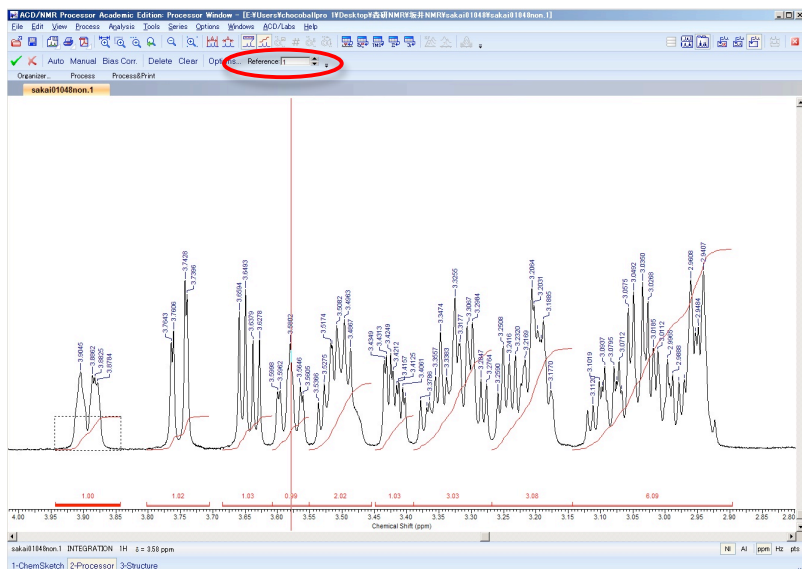 ACD/NMR Processor Academic Edition: Processor Window - [E:¥Users¥chocoballpro I¥Desktop¥森研NMR¥坂井NMR¥sakai01048¥sakai01048non.1]
File Edit View Process Analysis Tools Series Options Windows ACD/Labs Help
Auto Manual Bias Corr. Delete Clear Options... Reference: 1
Organizer... Process Process&Print
sakai01048non.1
3.9045 3.8862 3.8825 3.8784 3.7643 3.7606 3.7428 3.7396 3.6594 3.6493 3.6379 3.6278 3.5998 3.5962 3.5802 3.5646 3.5605 3.5366 3.5275 3.5174 3.5082 3.4963 3.4867 3.4349 3.4313 3.4249 3.4212 3.4157 3.4125 3.4061 3.3786 3.3557 3.3474 3.3383 3.3255 3.3177 3.3067 3.2984 3.2847 3.2764 3.2590 3.2508 3.2416 3.2320 3.2169 3.2064 3.2031 3.1885 3.1770 3.1120 3.1019 3.0937 3.0795 3.0712 3.0575 3.0492 3.0350 3.0268 3.0185 3.0112 2.9965 2.9888 2.9608 2.9484 2.9407
1.00 1.02 1.03 0.99 2.02 1.03 3.03 3.08 6.09
4.00 3.95 3.90 3.85 3.80 3.75 3.70 3.65 3.60 3.55 3.50 3.45 3.40 3.35 3.30 3.25 3.20 3.15 3.10 3.05 3.00 2.95 2.90 2.85 2.80
Chemical Shift (ppm)
sakai01048non.1 INTEGRATION 1H δ = 3.58 ppm NI AI ppm Hz pts
1-ChemSketch 2-Processor 3-Structure